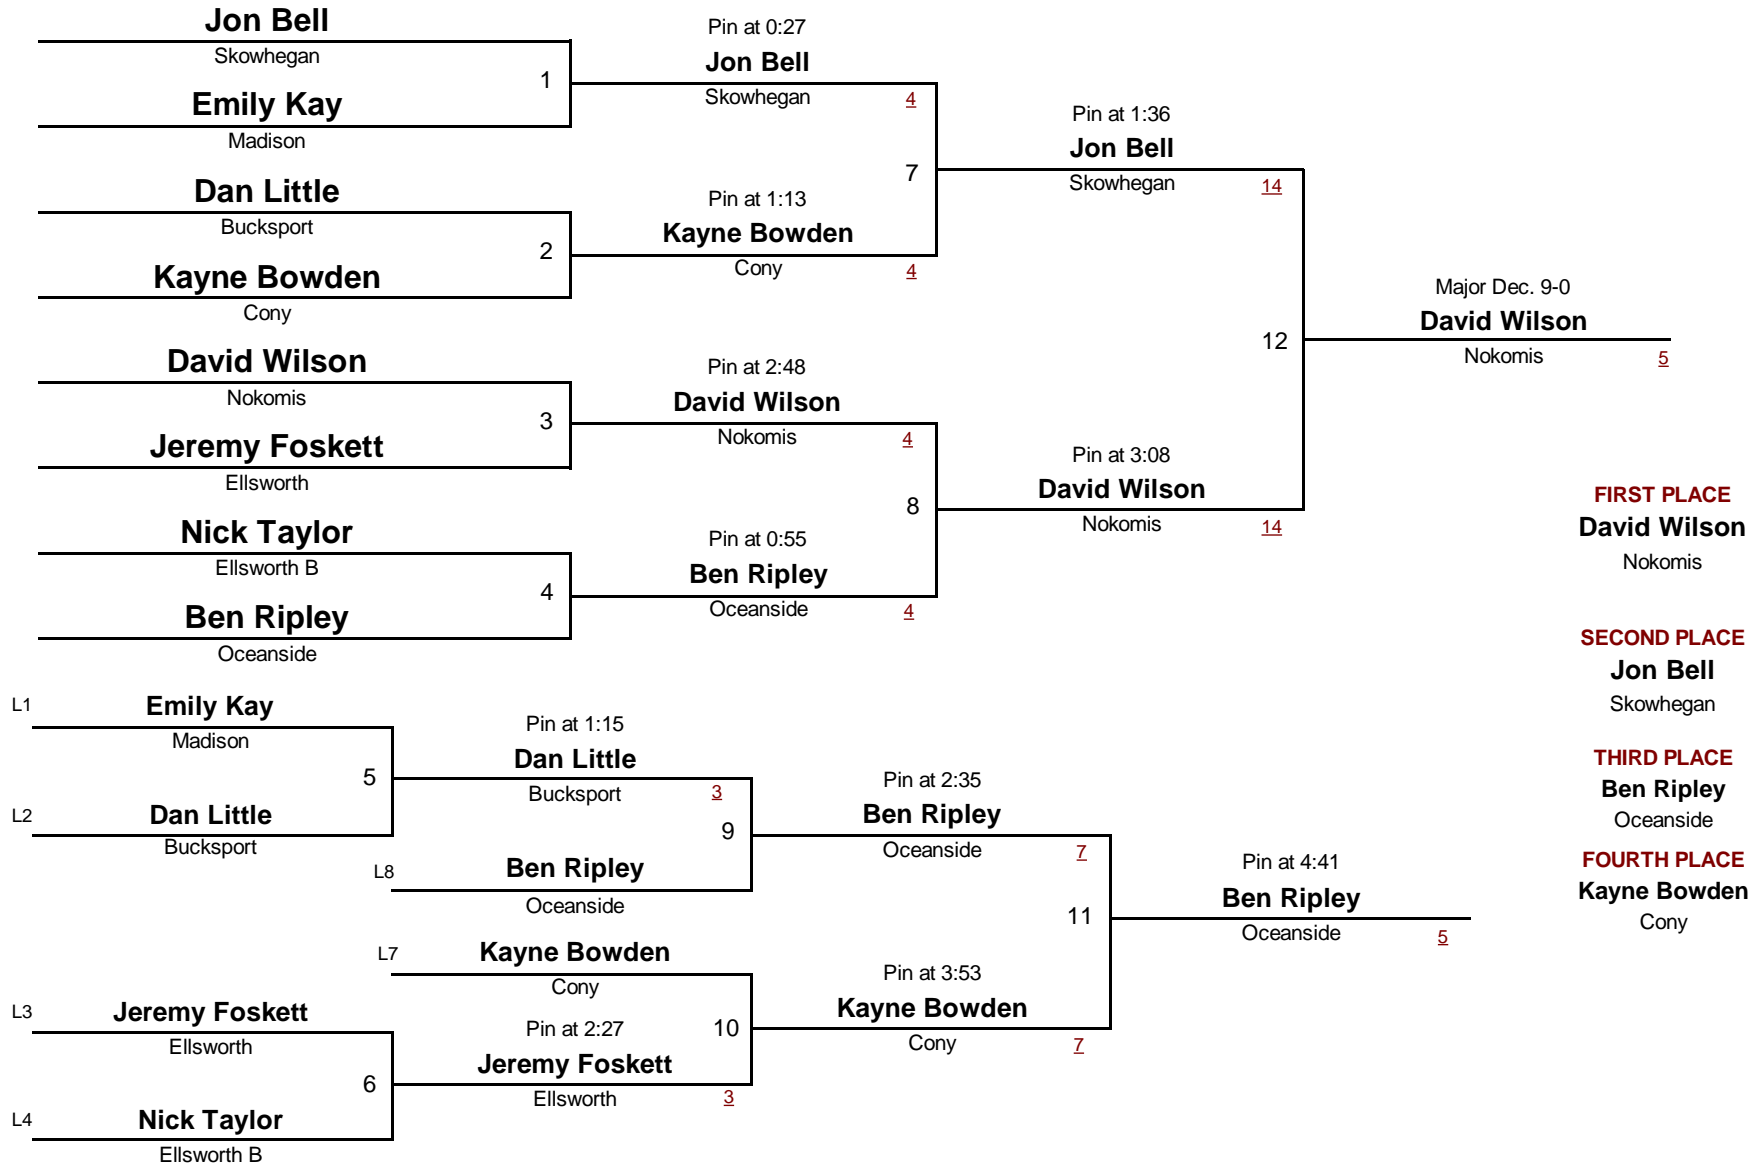 Jon Bell
Skowhegan
1
Emily Kay
Madison
Dan Little
Bucksport
2
Kayne Bowden
Cony
David Wilson
Nokomis
3
Jeremy Foskett
Ellsworth
Nick Taylor
Ellsworth B
4
Ben Ripley
Oceanside
Pin at 0:27
Jon Bell
Skowhegan 4
7
Pin at 1:13
Kayne Bowden
Cony 4
Pin at 2:48
David Wilson
Nokomis 4
8
Pin at 0:55
Ben Ripley
Oceanside 4
Pin at 1:36
Jon Bell
Skowhegan 14
12
Pin at 3:08
David Wilson
Nokomis 14
Major Dec. 9-0
David Wilson
Nokomis 5
FIRST PLACE
David Wilson
Nokomis
SECOND PLACE
Jon Bell
Skowhegan
THIRD PLACE
Ben Ripley
Oceanside
FOURTH PLACE
Kayne Bowden
Cony
L1 Emily Kay
Madison
5
L2 Dan Little
Bucksport
L3 Jeremy Foskett
Ellsworth
6
L4 Nick Taylor
Ellsworth B
Pin at 1:15
Dan Little
Bucksport 3
9
L8 Ben Ripley
Oceanside
L7 Kayne Bowden
Cony
10
Pin at 2:27
Jeremy Foskett
Ellsworth 3
Pin at 2:35
Ben Ripley
Oceanside 7
11
Pin at 3:53
Kayne Bowden
Cony 7
Pin at 4:41
Ben Ripley
Oceanside 5